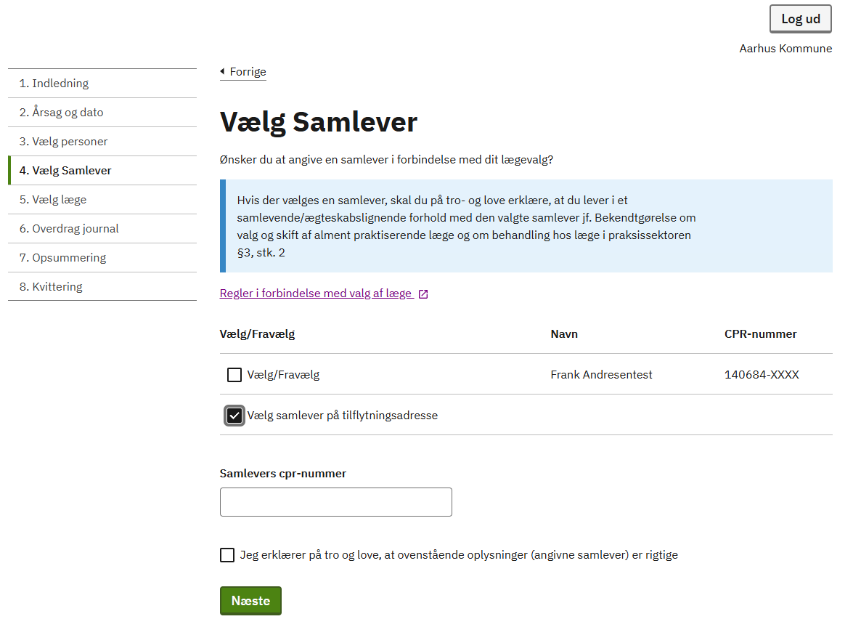 Log ud
Aarhus Kommune
1. Indledning
2. Årsag og dato
3. Vælg personer
4. Vælg Samlever
5. Vælg læge
6. Overdrag journal
7. Opsummering
8. Kvittering
Forrige
Vælg Samlever
Ønsker du at angive en samlever i forbindelse med dit lægevalg?
Hvis der vælges en samlever, skal du på tro- og love erklære, at du lever i et
samlevende/ægteskabslignende forhold med den valgte samlever jf. Bekendtgørelse om
valg og skift af alment praktiserende læge og om behandling hos læge i praksissektoren
§3, stk. 2
Regler i forbindelse med valg af læge
Vælg/Fravælg Navn CPR-nummer
Vælg/Fravælg Frank Andresentest 140684-XXXX
Vælg samlever på tilflytningsadresse
Samlevers cpr-nummer
Jeg erklærer på tro og love, at ovenstående oplysninger (angivne samlever) er rigtige
Næste